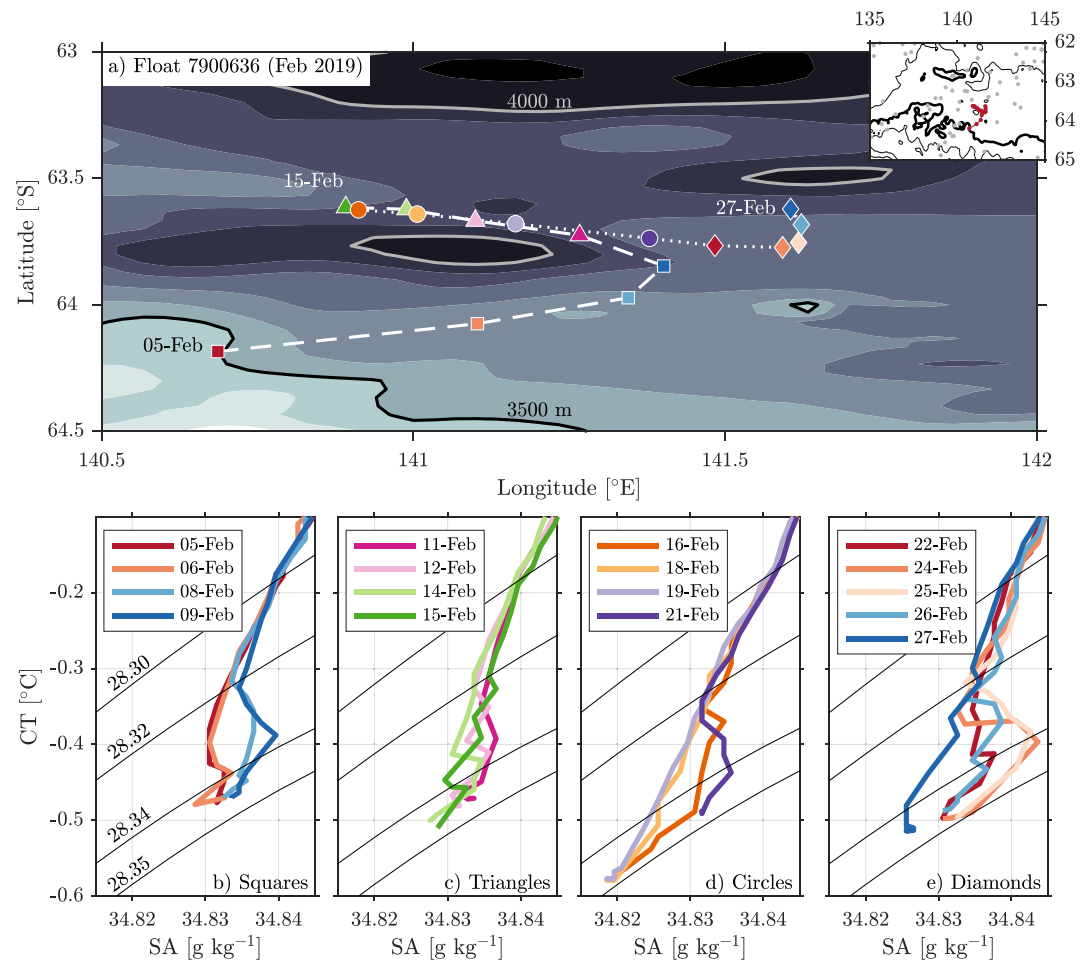 135 140 145
63
a) Float 7900636 (Feb 2019)
62
4000 m
63
64
65
63.5
15-Feb
27-Feb
Latitude [°S]
64
05-Feb
3500 m
64.5
140.5 141 141.5 142
Longitude [°E]
05-Feb
06-Feb
08-Feb
09-Feb
11-Feb
12-Feb
14-Feb
15-Feb
16-Feb
18-Feb
19-Feb
21-Feb
22-Feb
24-Feb
25-Feb
26-Feb
27-Feb
-0.2
-0.3
-0.4
-0.5
-0.6
CT [°C]
28.30
28.32
28.34
28.35
b) Squares
c) Triangles
d) Circles
e) Diamonds
34.82 34.83 34.84
34.82 34.83 34.84
34.82 34.83 34.84
34.82 34.83 34.84
SA [g kg⁻¹]
SA [g kg⁻¹]
SA [g kg⁻¹]
SA [g kg⁻¹]